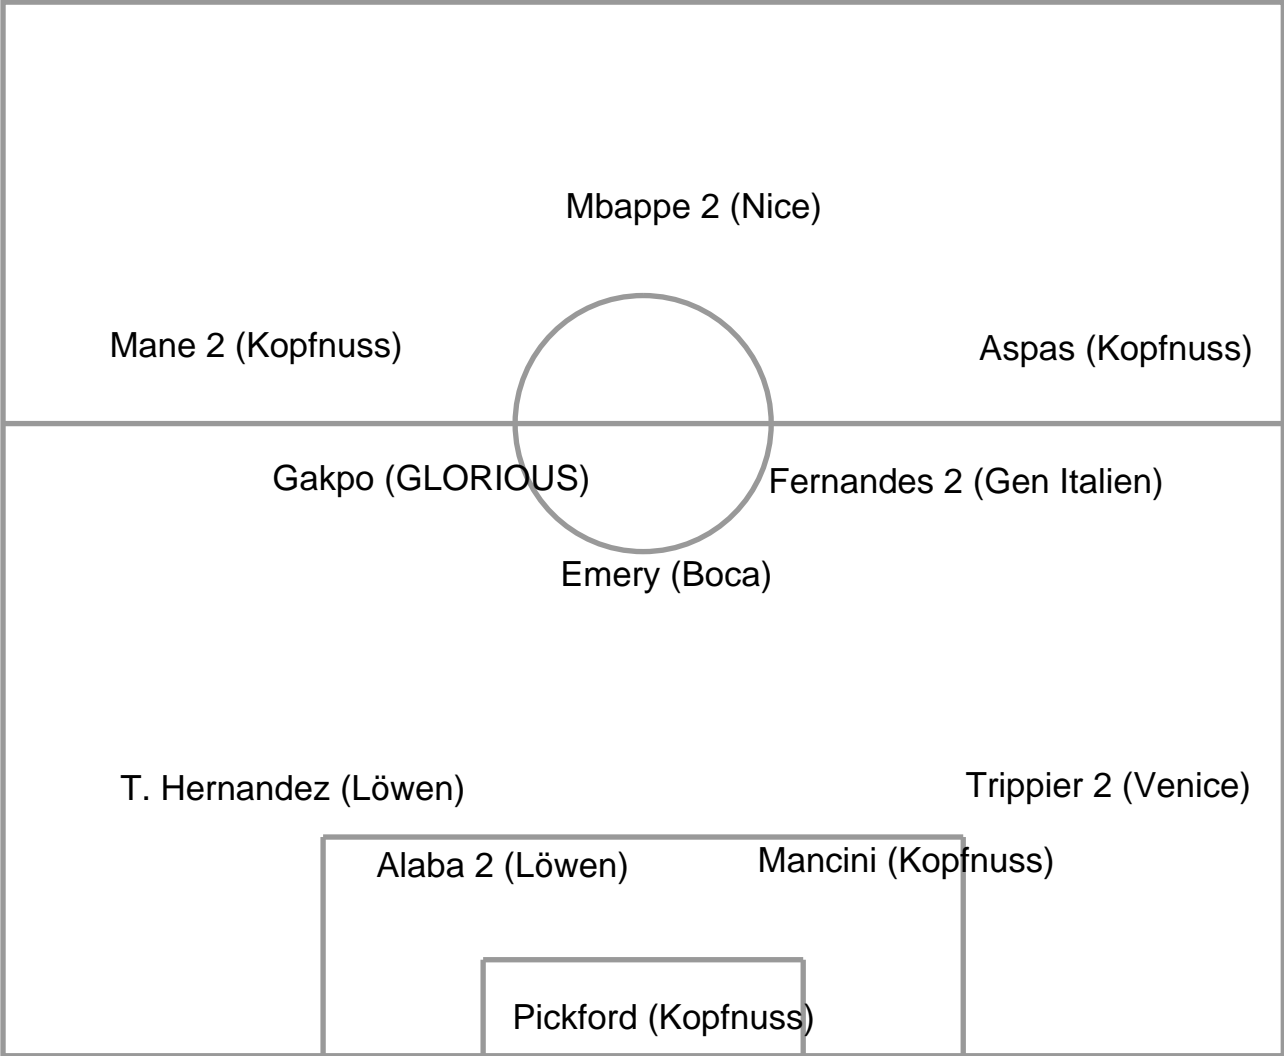 Mbappe 2 (Nice)
Mane 2 (Kopfnuss)
Aspas (Kopfnuss)
Gakpo (GLORIOUS)
Fernandes 2 (Gen Italien)
Emery (Boca)
T. Hernandez (Löwen)
Trippier 2 (Venice)
Alaba 2 (Löwen)
Mancini (Kopfnuss)
Pickford (Kopfnuss)